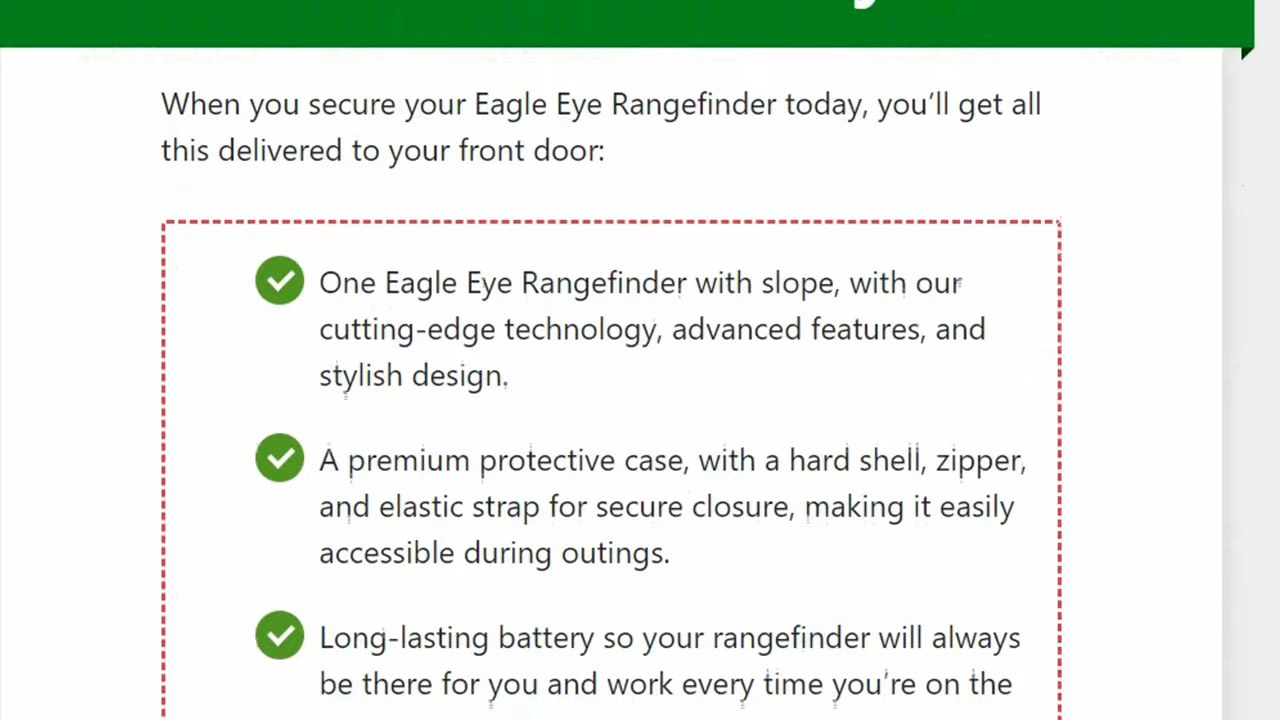 When you secure your Eagle Eye Rangefinder today, you’ll get all
this delivered to your front door:
One Eagle Eye Rangefinder with slope, with our
cutting-edge technology, advanced features, and
stylish design.
A premium protective case, with a hard shell, zipper,
and elastic strap for secure closure, making it easily
accessible during outings.
Long-lasting battery so your rangefinder will always
be there for you and work every time you’re on the